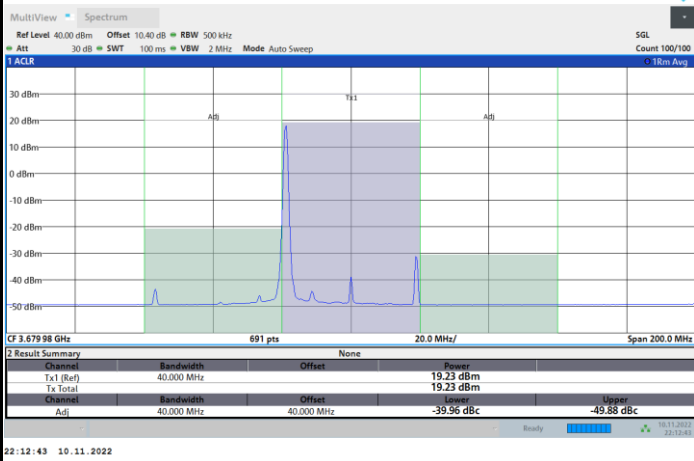 MultiView Spectrum
Ref Level 40.00 dBm Offset 10.40 dB RBW 500 kHz SGL
Att 30 dB SWT 100 ms VBW 2 MHz Mode Auto Sweep Count 100/100
1 ACLR 1Rm Avg
30 dBm
Tx1
20 dBm Adj Adj
10 dBm
0 dBm
-10 dBm
-20 dBm
-30 dBm
-40 dBm
-50 dBm
CF 3.67998 GHz 691 pts 20.0 MHz/ Span 200.0 MHz
2 Result Summary None
Channel Bandwidth Offset Power
Tx1 (Ref) 40.000 MHz 19.23 dBm
Tx Total 19.23 dBm
Channel Bandwidth Offset Lower Upper
Adj 40.000 MHz 40.000 MHz -39.96 dBc -49.88 dBc
Ready 10.11.2022
22:12:43
22:12:43 10.11.2022